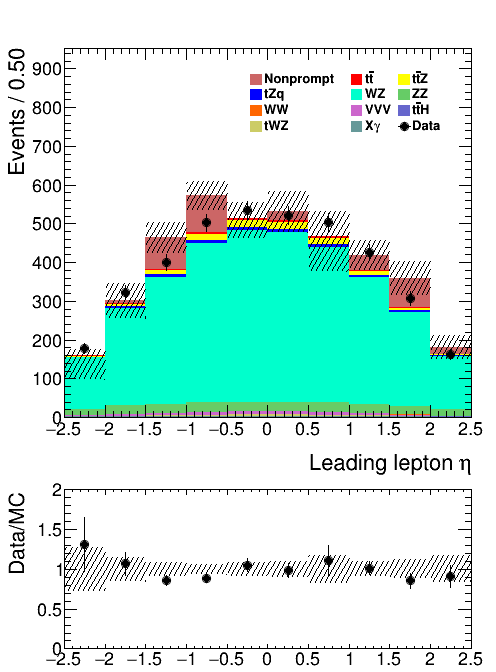 Events / 0.50
900
800
700
600
500
400
300
200
100
0
Nonprompt tt̄ tt̄Z
tZq WZ ZZ
WW VVV tt̄H
tWZ Xγ Data
−2.5 −2 −1.5 −1 −0.5 0 0.5 1 1.5 2 2.5
Leading lepton η
Data/MC
2
1.5
1
0.5
0
−2.5 −2 −1.5 −1 −0.5 0 0.5 1 1.5 2 2.5